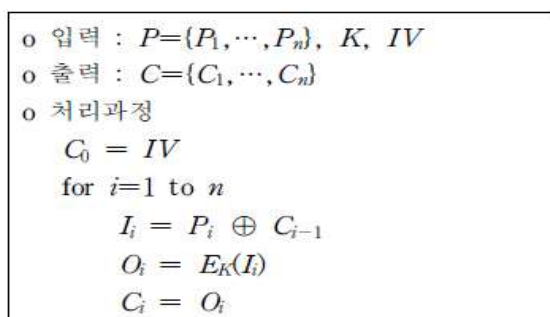 o 입력 : P={P₁,⋯,Pₙ}, K, IV
o 출력 : C={C₁,⋯,Cₙ}
o 처리과정
C₀ = IV
for i=1 to n
Iᵢ = Pᵢ ⊕ Cᵢ₋₁
Oᵢ = E_K(Iᵢ)
Cᵢ = Oᵢ